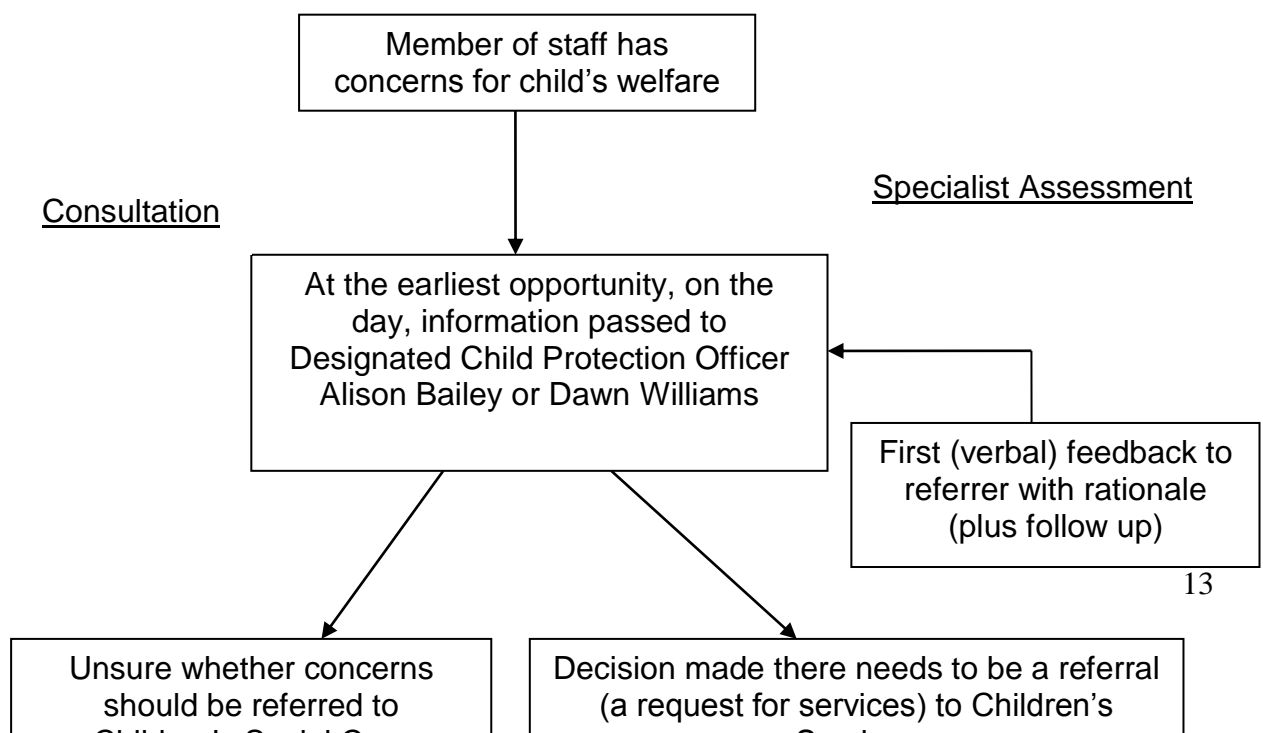 Member of staff has
concerns for child's welfare
Specialist Assessment
Consultation
At the earliest opportunity, on the
day, information passed to
Designated Child Protection Officer
Alison Bailey or Dawn Williams
First (verbal) feedback to
referrer with rationale
(plus follow up)
13
Unsure whether concerns
should be referred to
Decision made there needs to be a referral
(a request for services) to Children's